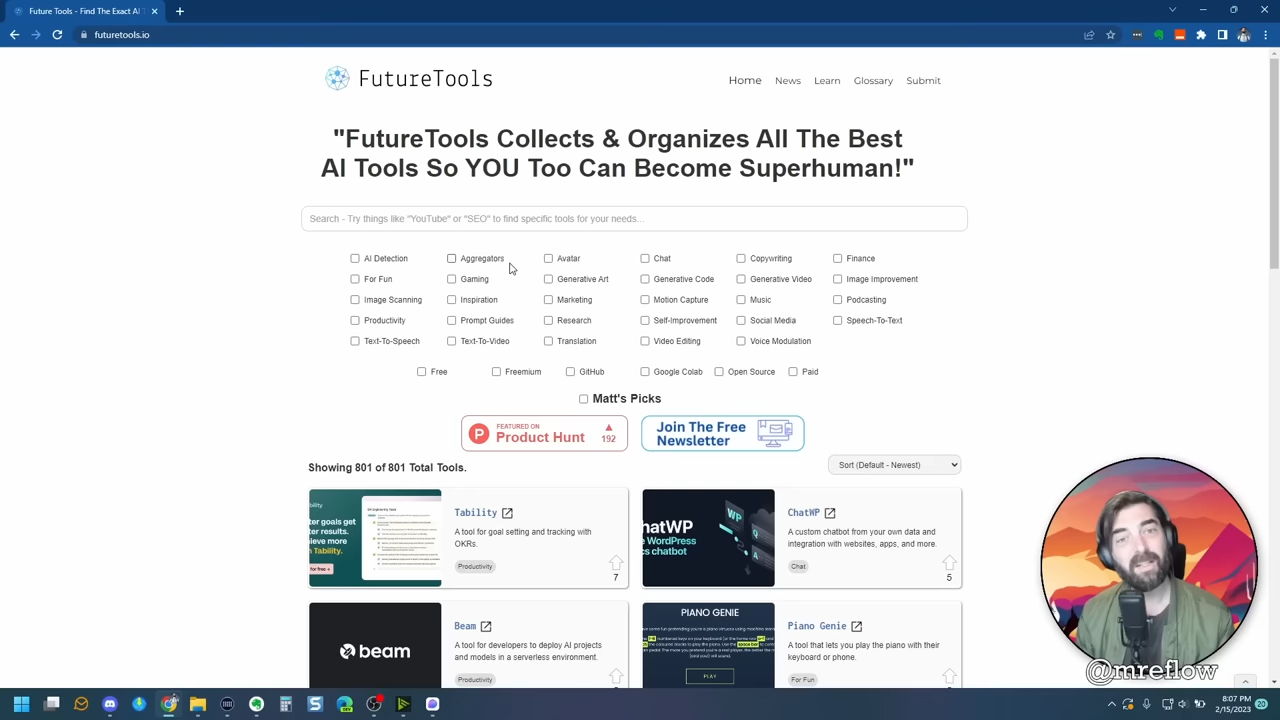 FutureTools - Find The Exact AI
futuretools.io
FutureTools
Home News Learn Glossary Submit
"FutureTools Collects & Organizes All The Best
AI Tools So YOU Too Can Become Superhuman!"
Search - Try things like "YouTube" or "SEO" to find specific tools for your needs...
AI Detection Aggregators Avatar Chat Copywriting Finance
For Fun Gaming Generative Art Generative Code Generative Video Image Improvement
Image Scanning Inspiration Marketing Motion Capture Music Podcasting
Productivity Prompt Guides Research Self-Improvement Social Media Speech-To-Text
Text-To-Speech Text-To-Video Translation Video Editing Voice Modulation
Free Freemium GitHub Google Colab Open Source Paid
Matt's Picks
FEATURED ON
Product Hunt 192
Join The Free
Newsletter
Showing 801 of 801 Total Tools.
Sort (Default - Newest)
Tability
A tool for goal setting and tracking with
OKRs.
Productivity
7
ChatWP
A custom chatbot with your own data and
integration with websites, apps, and more.
Chat
5
Beam
A tool for developers to deploy AI projects
and models in a serverless environment.
Productivity
beam
PIANO GENIE
PLAY
Piano Genie
A tool that lets you play the piano with their
keyboard or phone.
For Fun
8:07 PM
2/15/2023
20